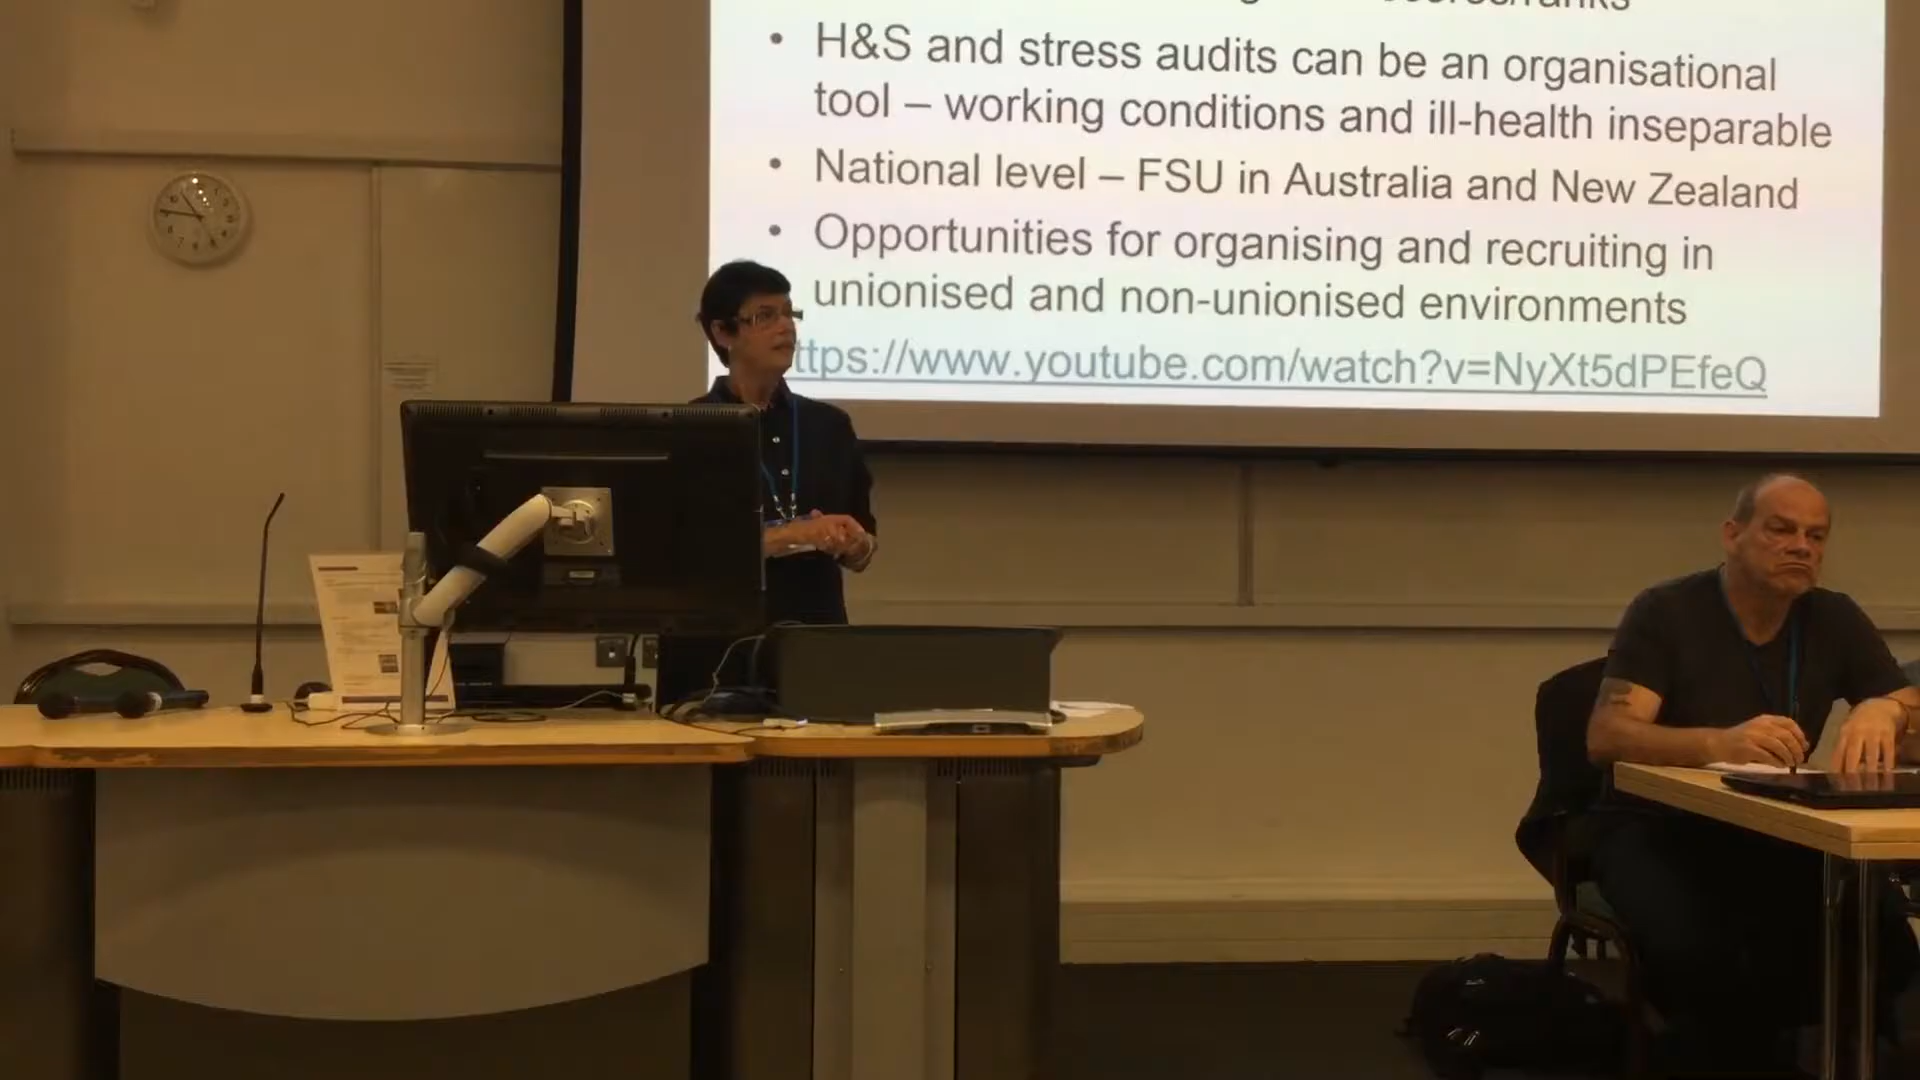 • H&S and stress audits can be an organisational
tool – working conditions and ill-health inseparable
• National level – FSU in Australia and New Zealand
• Opportunities for organising and recruiting in
unionised and non-unionised environments
ttps://www.youtube.com/watch?v=NyXt5dPEfeQ